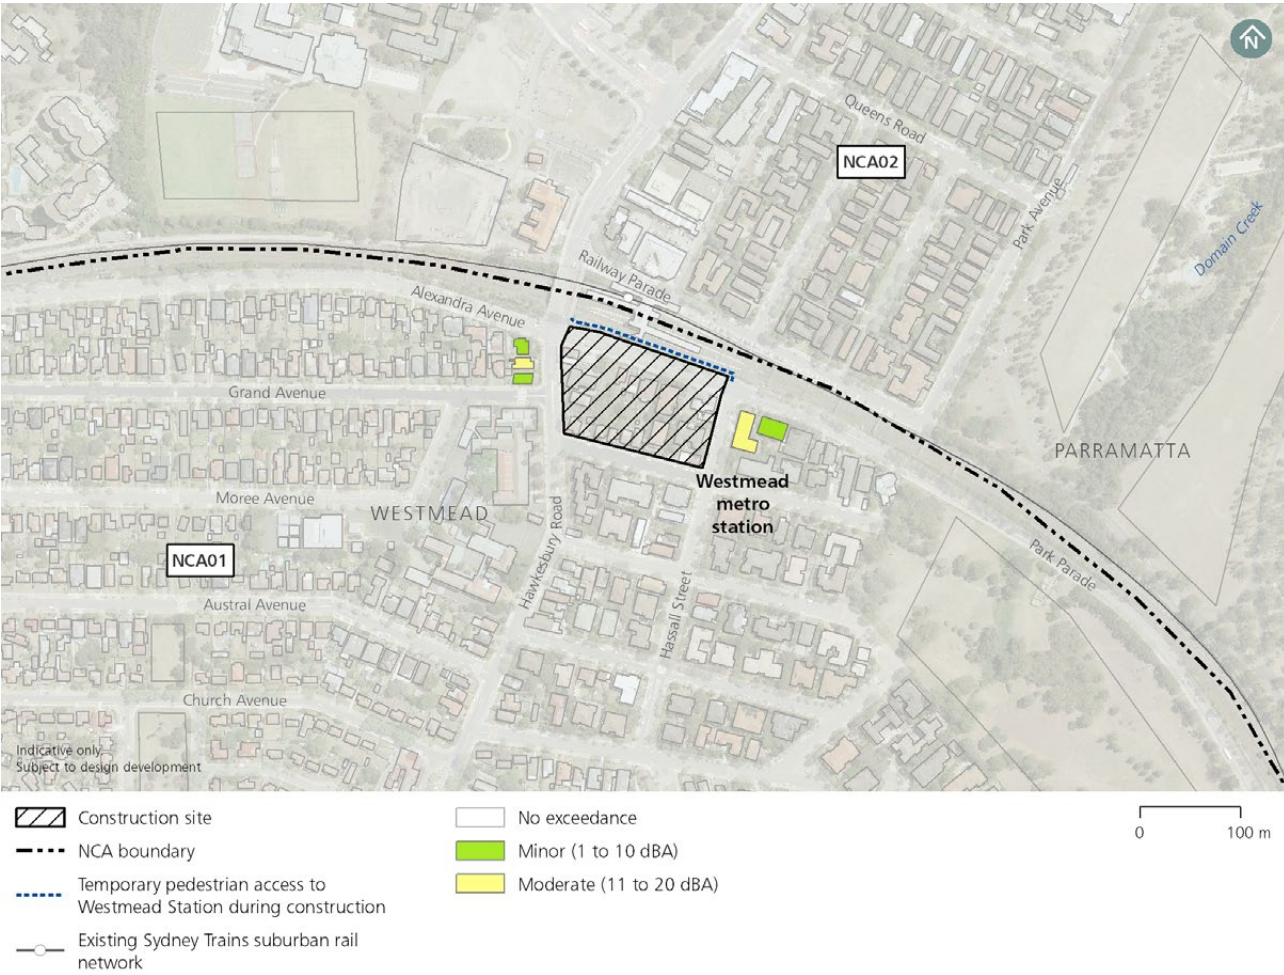 N
Queens Road
NCA02
Park Avenue
Domain Creek
Railway Parade
Alexandra Avenue
Grand Avenue
PARRAMATTA
Westmead
metro
station
Moree Avenue
WESTMEAD
Hawkesbury Road
NCA01
Park Parade
Austral Avenue
Hassall Street
Church Avenue
Indicative only.
Subject to design development
Construction site
NCA boundary
Temporary pedestrian access to
Westmead Station during construction
Existing Sydney Trains suburban rail
network
No exceedance
Minor (1 to 10 dBA)
Moderate (11 to 20 dBA)
0 100 m